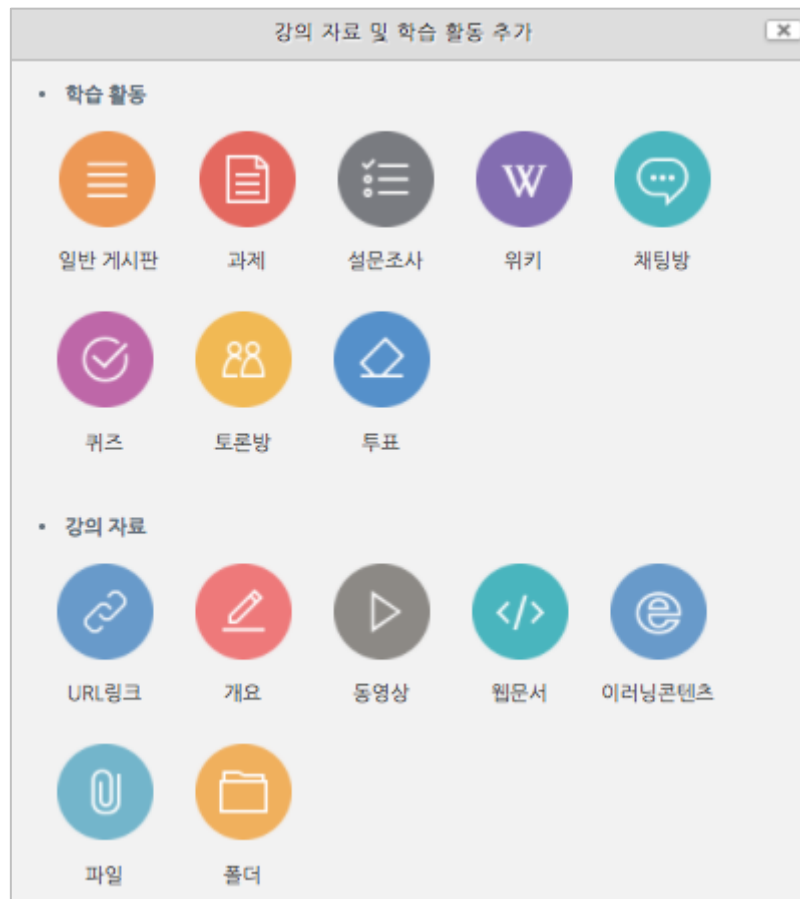 강의 자료 및 학습 활동 추가
• 학습 활동
W
일반 게시판 과제 설문조사 위키 채팅방
퀴즈 토론방 투표
• 강의 자료
</> e
URL링크 개요 동영상 웹문서 이러닝콘텐츠
파일 폴더